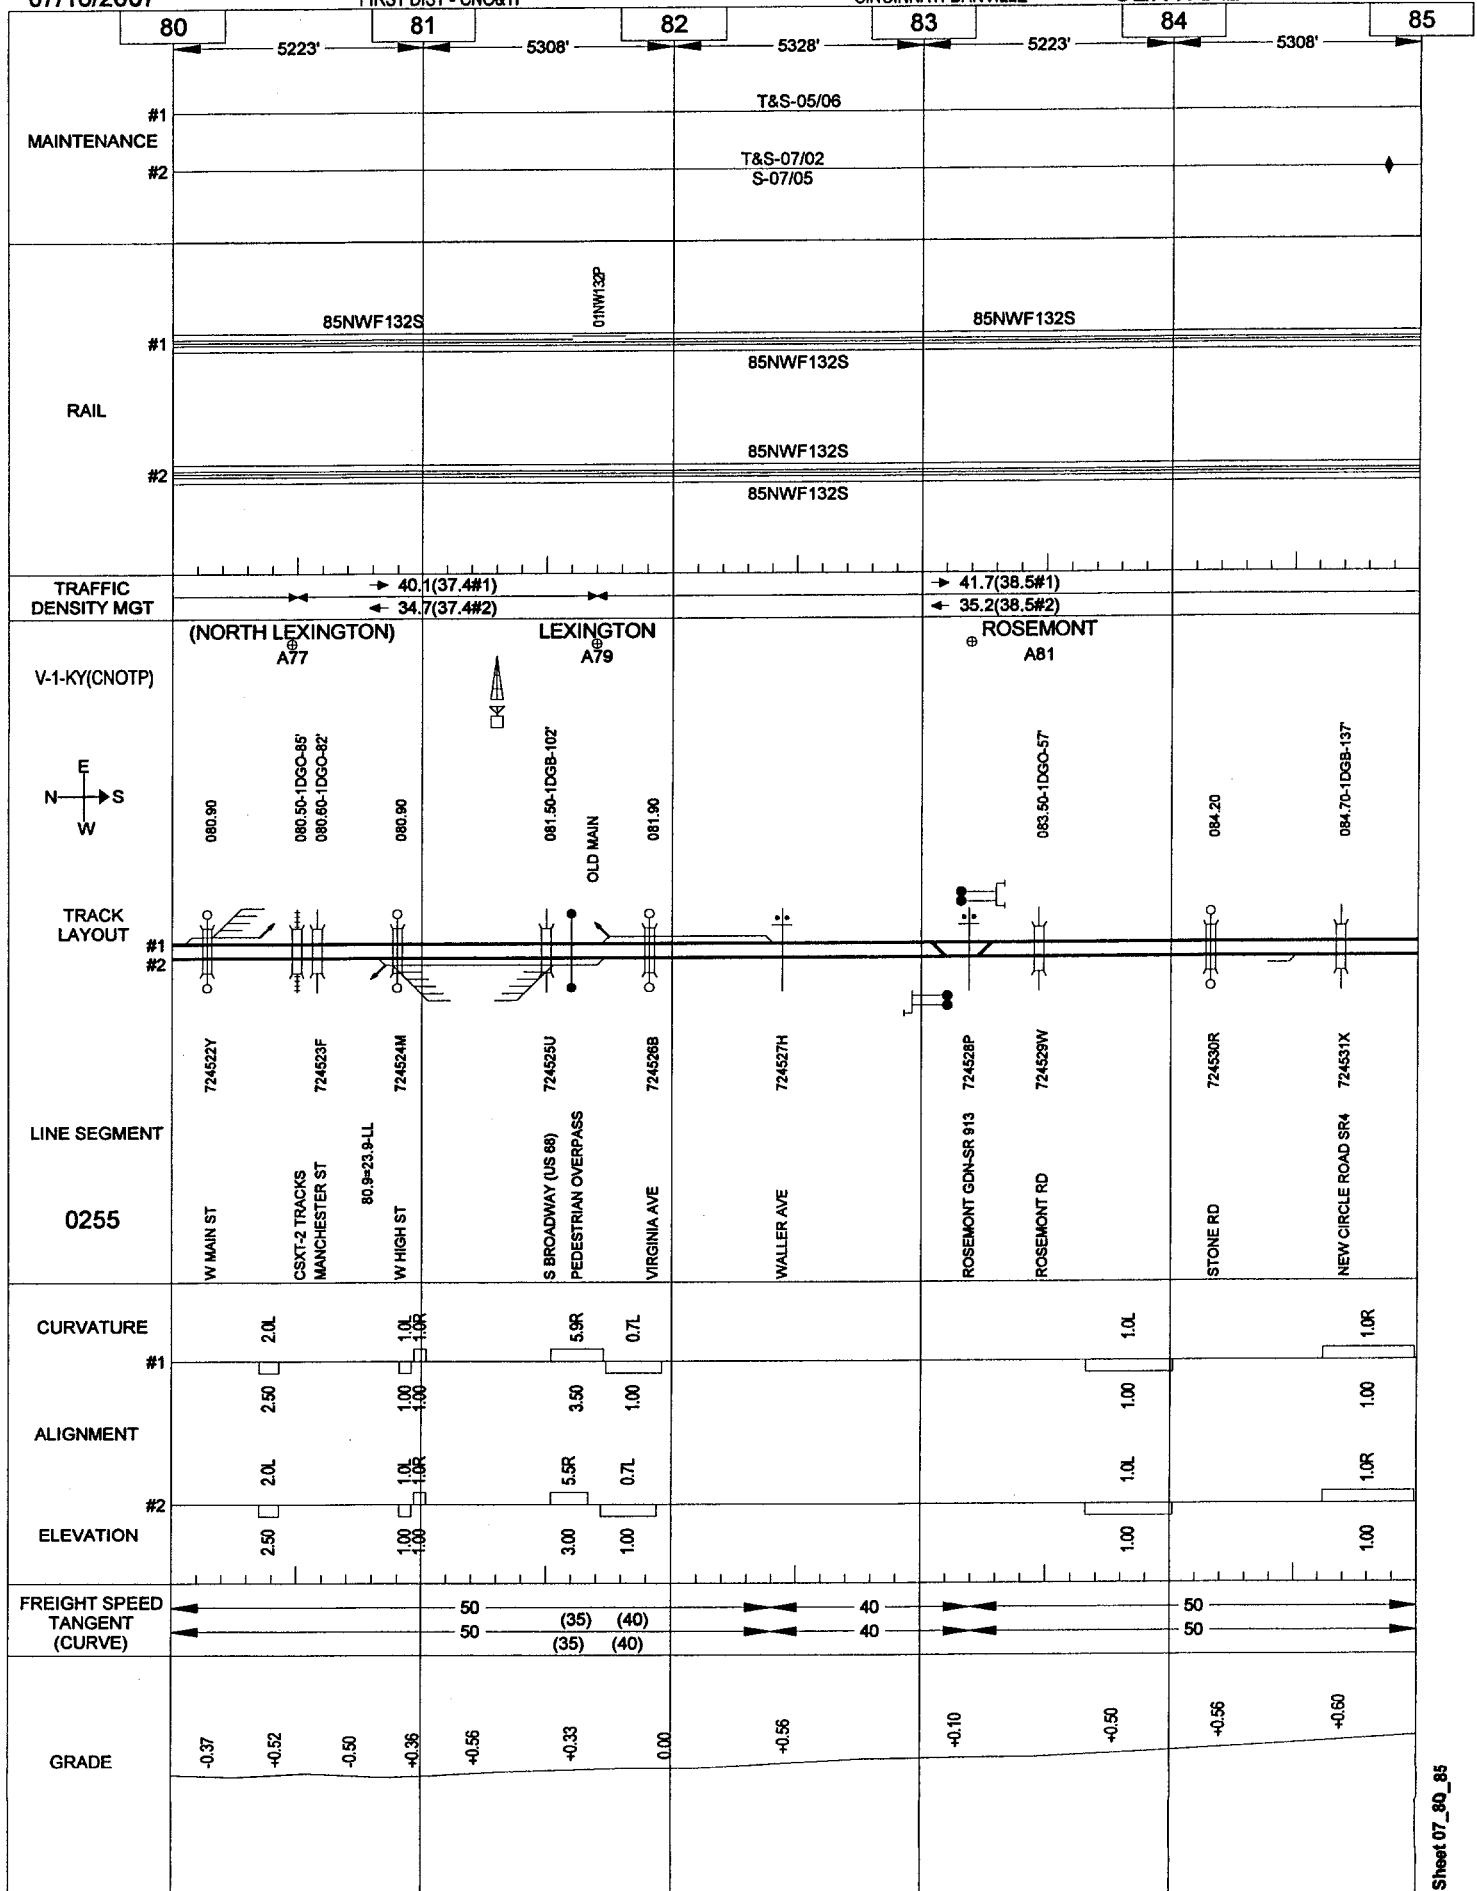 80 81 82 83 84 85
5223' 5308' 5328' 5223' 5308'
#1 T&S-05/06
MAINTENANCE
#2 T&S-07/02
S-07/05
01NW132P
85NWF132S 85NWF132S
#1
85NWF132S
RAIL
85NWF132S
#2
85NWF132S
TRAFFIC
DENSITY MGT
40.1(37.4#1) 41.7(38.5#1)
34.7(37.4#2) 35.2(38.5#2)
(NORTH LEXINGTON) LEXINGTON ROSEMONT
A77 A79 A81
V-1-KY(CNOTP)
E
N S
W
080.90
080.50-1DGO-85'
080.60-1DGO-82'
080.90
081.50-1DGB-102'
OLD MAIN
081.90
083.50-1DGO-57'
084.20
084.70-1DGB-137'
TRACK
LAYOUT
#1
#2
724522Y
724523F
724524M
724525U
724526B
724527H
724528P
724529W
724530R
724531X
LINE SEGMENT
0255
W MAIN ST
CSXT-2 TRACKS
MANCHESTER ST
80.9=23.9-LL
W HIGH ST
S BROADWAY (US 68)
PEDESTRIAN OVERPASS
VIRGINIA AVE
WALLER AVE
ROSEMONT GDN-SR 913
ROSEMONT RD
STONE RD
NEW CIRCLE ROAD SR4
CURVATURE
2.0L 1.0L 1.0R 5.9R 0.7L 1.0L 1.0R
#1
2.50 1.00 1.00 3.50 1.00 1.00 1.00
ALIGNMENT
2.0L 1.0L 1.0R 5.5R 0.7L 1.0L 1.0R
#2
ELEVATION
2.50 1.00 1.00 3.00 1.00 1.00 1.00
FREIGHT SPEED
TANGENT
(CURVE)
50 40 50
(35) (40)
50 40 50
(35) (40)
GRADE
-0.37 +0.52 -0.50 +0.36 +0.56 +0.33 0.00 +0.56 +0.10 +0.50 +0.56 +0.60
Sheet 07_80_85